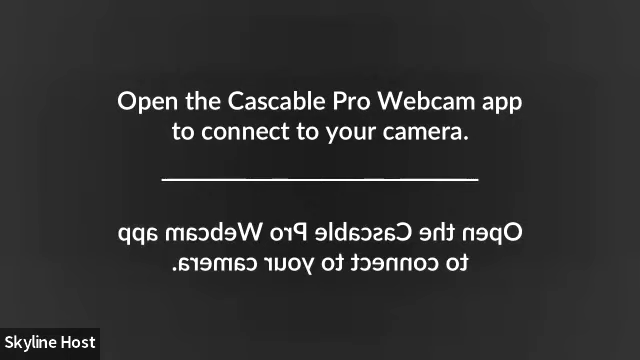 Open the Cascable Pro Webcam app
to connect to your camera.
Open the Cascable Pro Webcam app
to connect to your camera.
Skyline Host